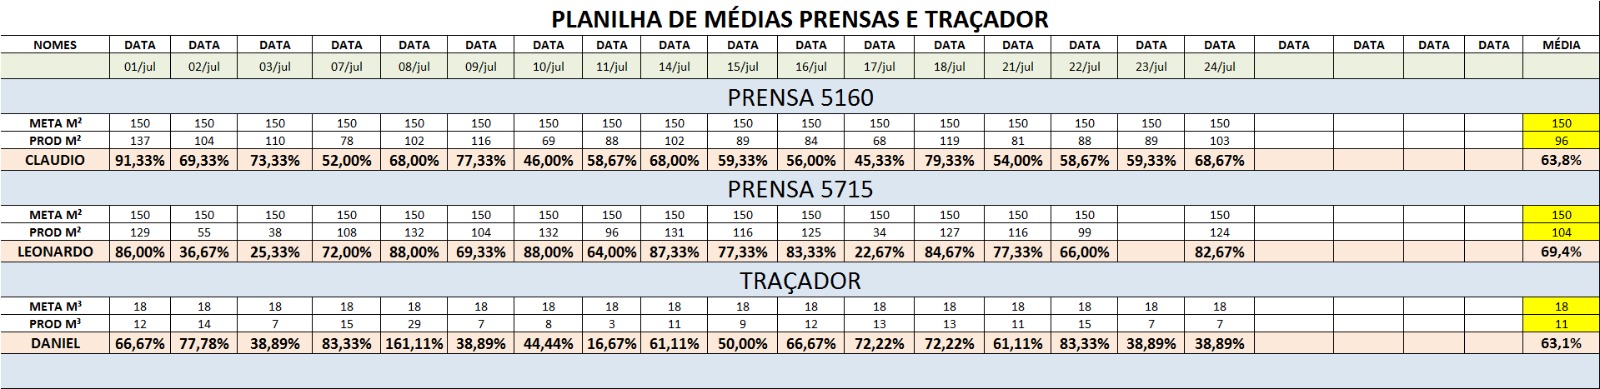 PLANILHA DE MÉDIAS PRENSAS E TRAÇADOR
NOMES DATA DATA DATA DATA DATA DATA DATA DATA DATA DATA DATA DATA DATA DATA DATA DATA DATA DATA DATA DATA DATA MÉDIA
01/jul 02/jul 03/jul 07/jul 08/jul 09/jul 10/jul 11/jul 14/jul 15/jul 16/jul 17/jul 18/jul 21/jul 22/jul 23/jul 24/jul
PRENSA 5160
META M² 150 150 150 150 150 150 150 150 150 150 150 150 150 150 150 150 150 150
PROD M² 137 104 110 78 102 116 69 88 102 89 84 68 119 81 88 89 103 96
CLAUDIO 91,33% 69,33% 73,33% 52,00% 68,00% 77,33% 46,00% 58,67% 68,00% 59,33% 56,00% 45,33% 79,33% 54,00% 58,67% 59,33% 68,67% 63,8%
PRENSA 5715
META M² 150 150 150 150 150 150 150 150 150 150 150 150 150 150 150 150 150
PROD M² 129 55 38 108 132 104 132 96 131 116 125 34 127 116 99 124 104
LEONARDO 86,00% 36,67% 25,33% 72,00% 88,00% 69,33% 88,00% 64,00% 87,33% 77,33% 83,33% 22,67% 84,67% 77,33% 66,00% 82,67% 69,4%
TRAÇADOR
META M³ 18 18 18 18 18 18 18 18 18 18 18 18 18 18 18 18 18 18
PROD M³ 12 14 7 15 29 7 8 3 11 9 12 13 13 11 15 7 7 11
DANIEL 66,67% 77,78% 38,89% 83,33% 161,11% 38,89% 44,44% 16,67% 61,11% 50,00% 66,67% 72,22% 72,22% 61,11% 83,33% 38,89% 38,89% 63,1%